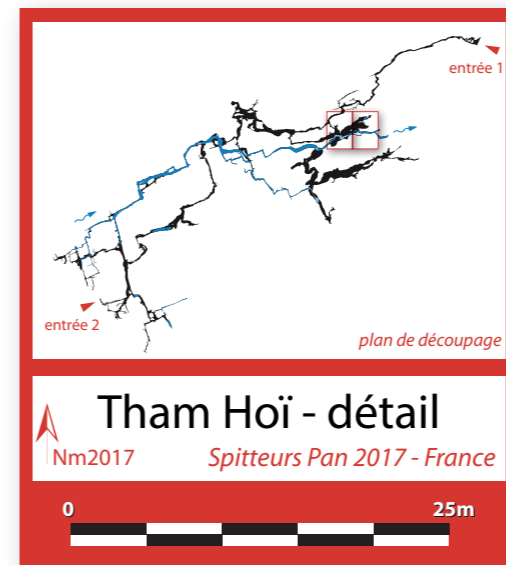 entrée 1
entrée 2
plan de découpage
Tham Hoï - détail
Nm2017
Spitteurs Pan 2017 - France
0 25m